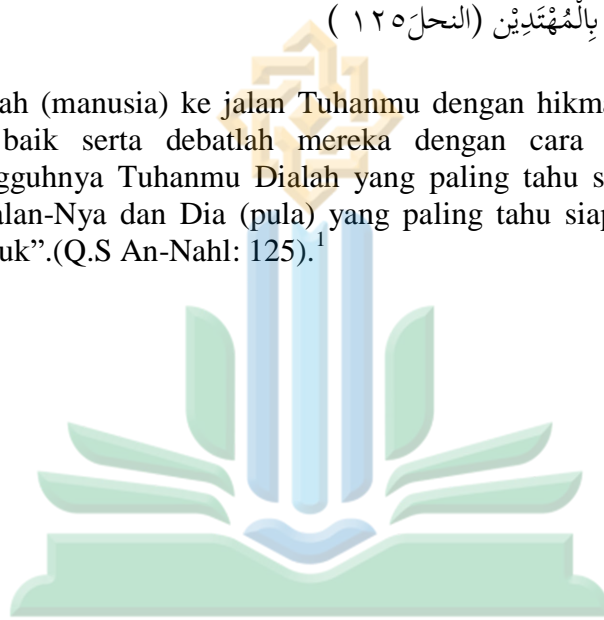 بِالْمُهْتَدِيْن (النحلَ١٢٥ )
ah (manusia) ke jalan Tuhanmu dengan hikma
baik serta debatlah mereka dengan cara
gguhnya Tuhanmu Dialah yang paling tahu s
alan-Nya dan Dia (pula) yang paling tahu siap
uk”.(Q.S An-Nahl: 125).1